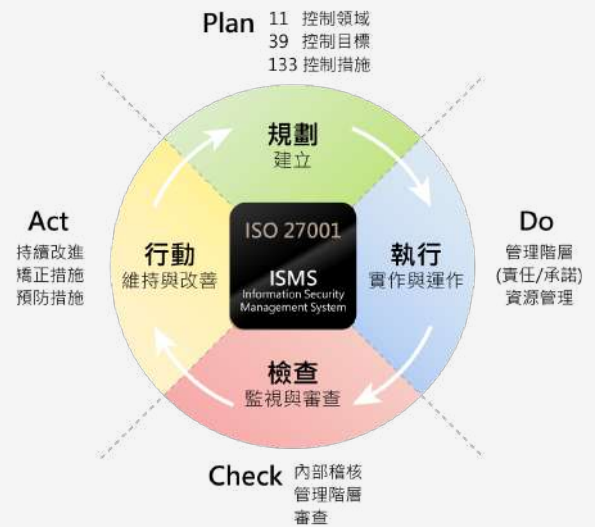 Plan
11 控制領域
39 控制目標
133 控制措施
規劃
建立
Act
持續改進
矯正措施
預防措施
行動
維持與改善
ISO 27001
ISMS
Information Security
Management System
執行
實作與運作
Do
管理階層
(責任/承諾)
資源管理
檢查
監視與審查
Check
內部稽核
管理階層
審查